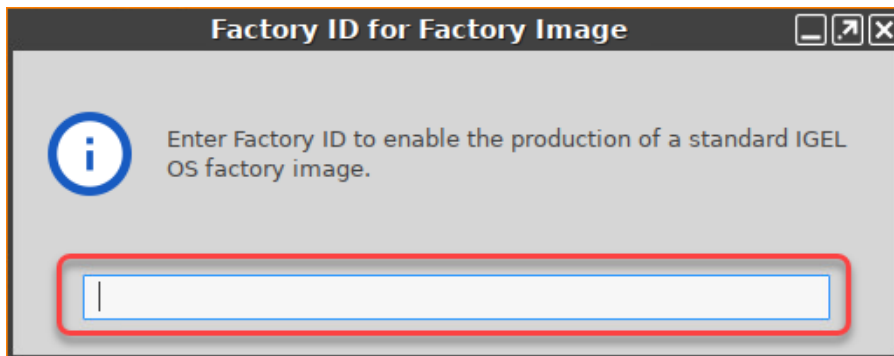 Factory ID for Factory Image
Enter Factory ID to enable the production of a standard IGEL
OS factory image.